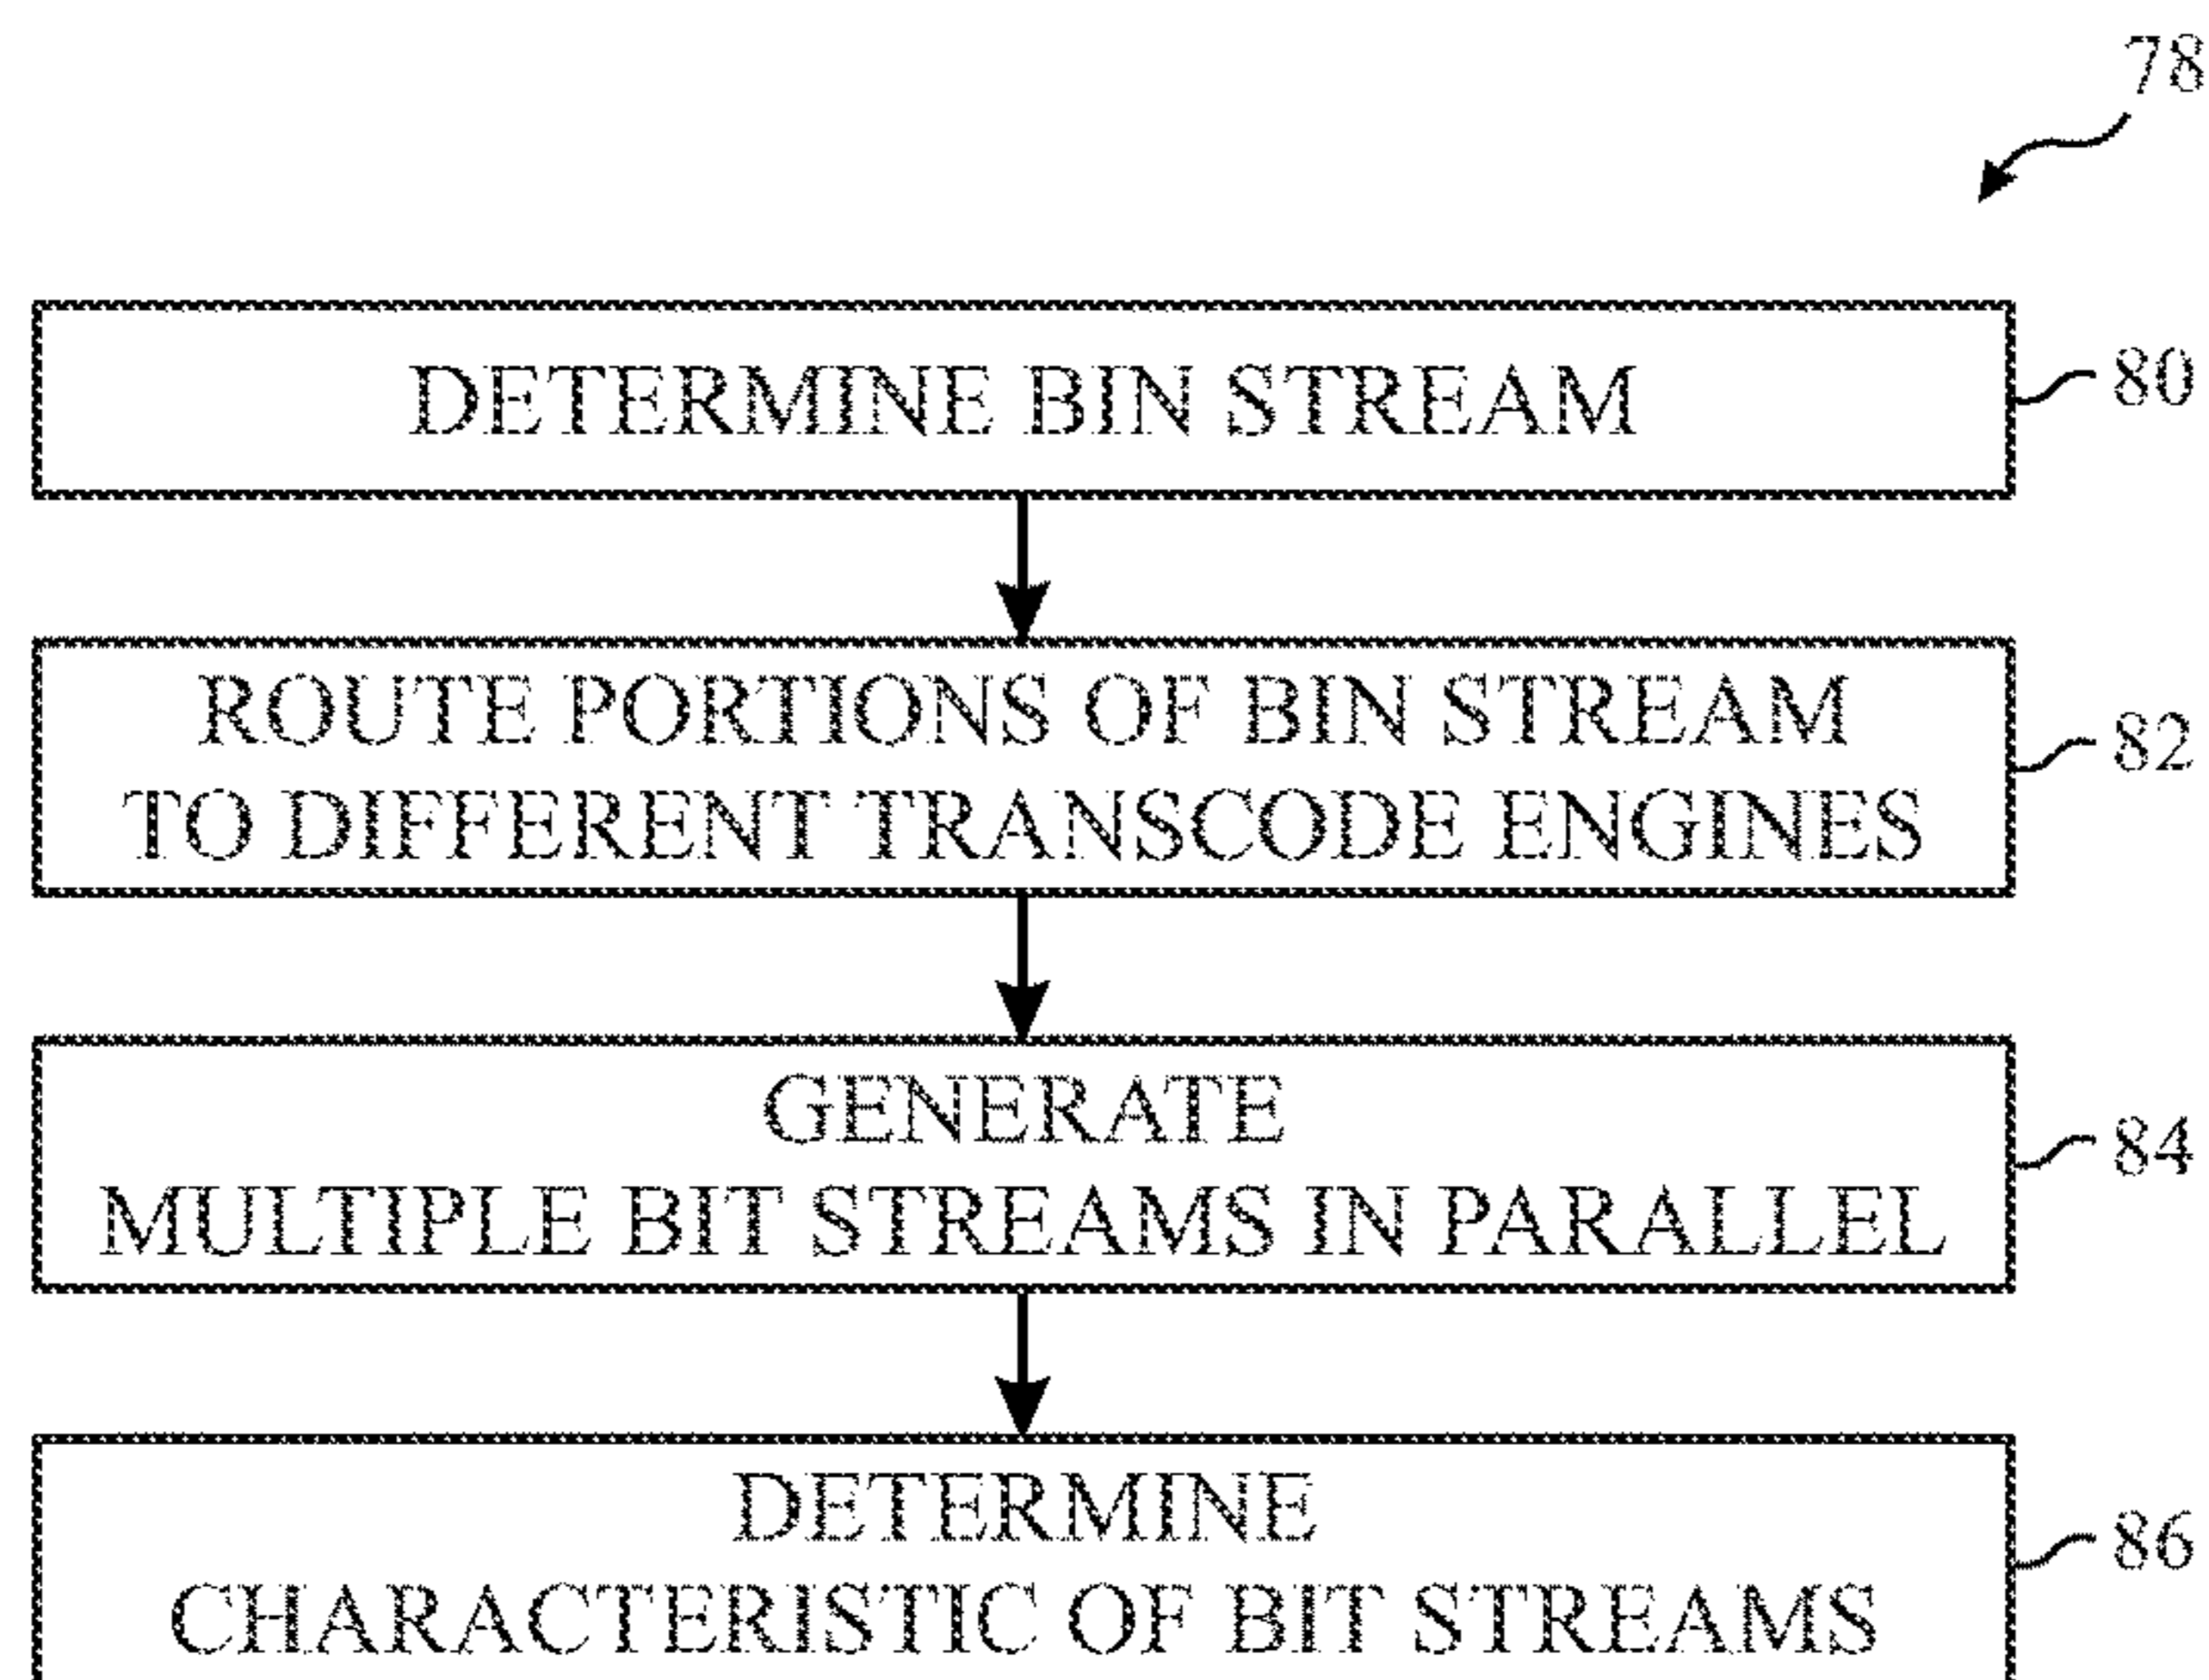 78
DETERMINE BIN STREAM
80
ROUTE PORTIONS OF BIN STREAM
TO DIFFERENT TRANSCODE ENGINES
82
GENERATE
MULTIPLE BIT STREAMS IN PARALLEL
84
DETERMINE
CHARACTERISTIC OF BIT STREAMS
86